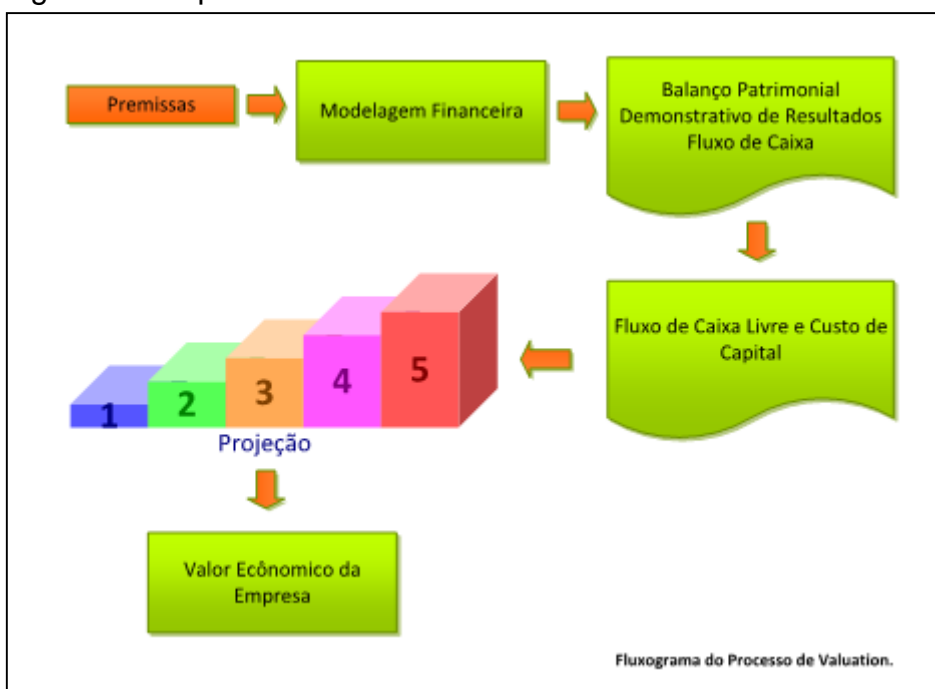 Premissas
Modelagem Financeira
Balanço Patrimonial
Demonstrativo de Resultados
Fluxo de Caixa
Fluxo de Caixa Livre e Custo de
Capital
1 2 3 4 5
Projeção
Valor Ecônomico da
Empresa
Fluxograma do Processo de Valuation.